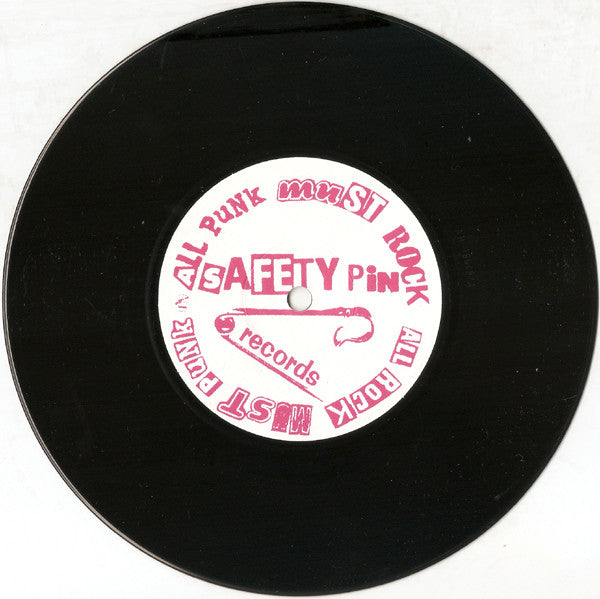 ALL PUNK muST ROCK ALL ROCK MUST PUNK
SAFETY PiN
records